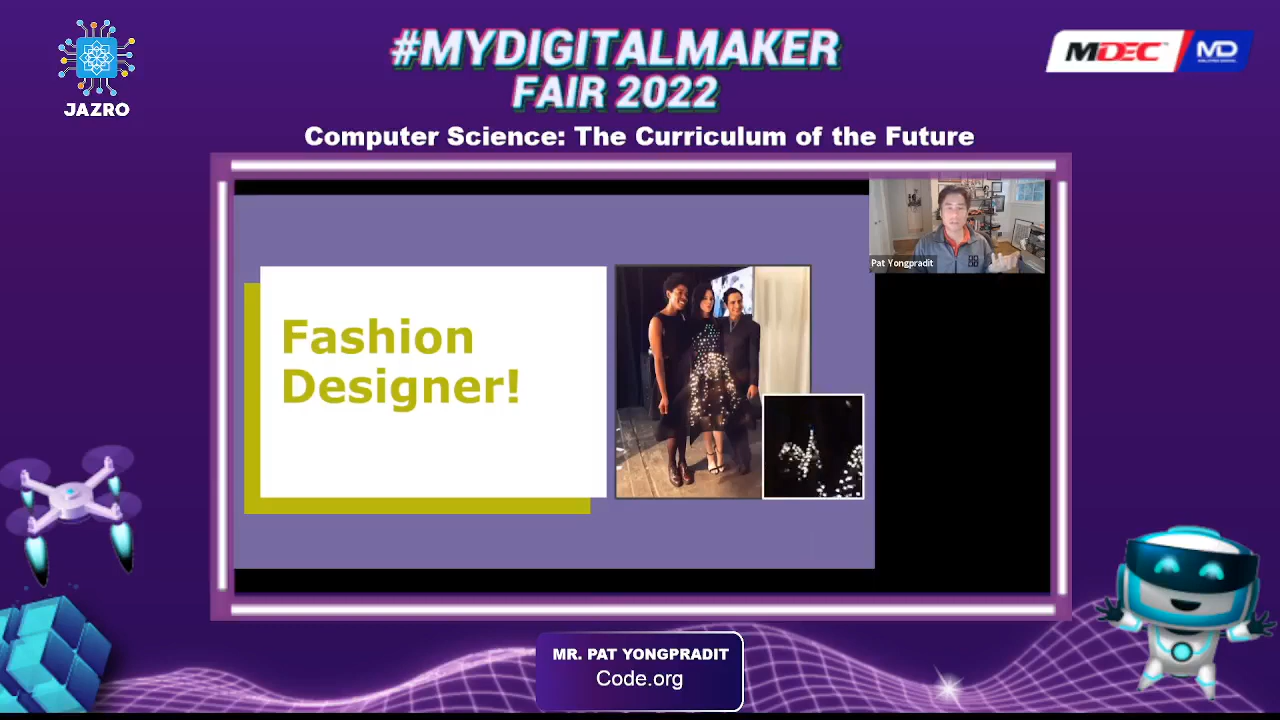 JAZRO
#MYDIGITALMAKER
FAIR 2022
MDEC
MD
Computer Science: The Curriculum of the Future
Pat Yongpradit
Fashion
Designer!
MR. PAT YONGPRADIT
Code.org